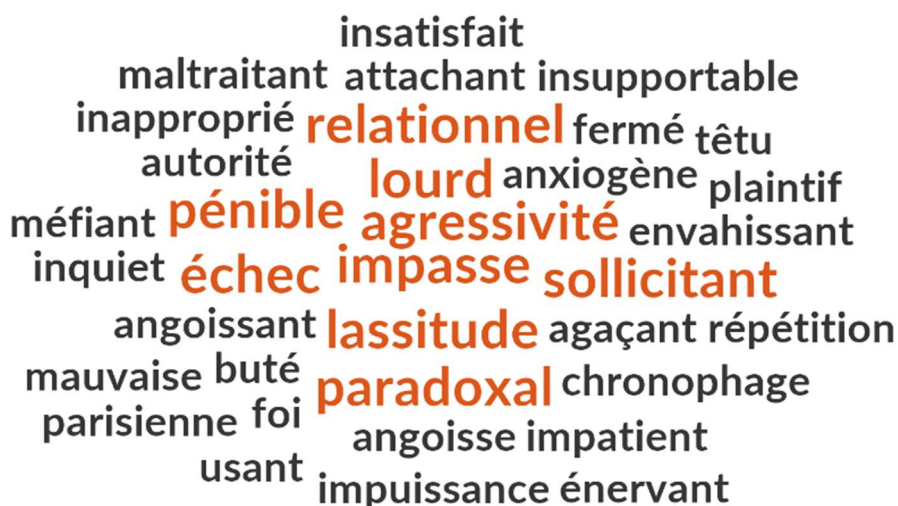 insatisfait
maltraitant attachant insupportable
inapproprié relationnel fermé têtu
autorité lourd anxiogène plaintif
méfiant pénible agressivité envahissant
inquiet échec impasse sollicitant
angoissant lassitude agaçant répétition
mauvaise buté paradoxal chronophage
parisienne foi angoisse impatient
usant impuissance énervant